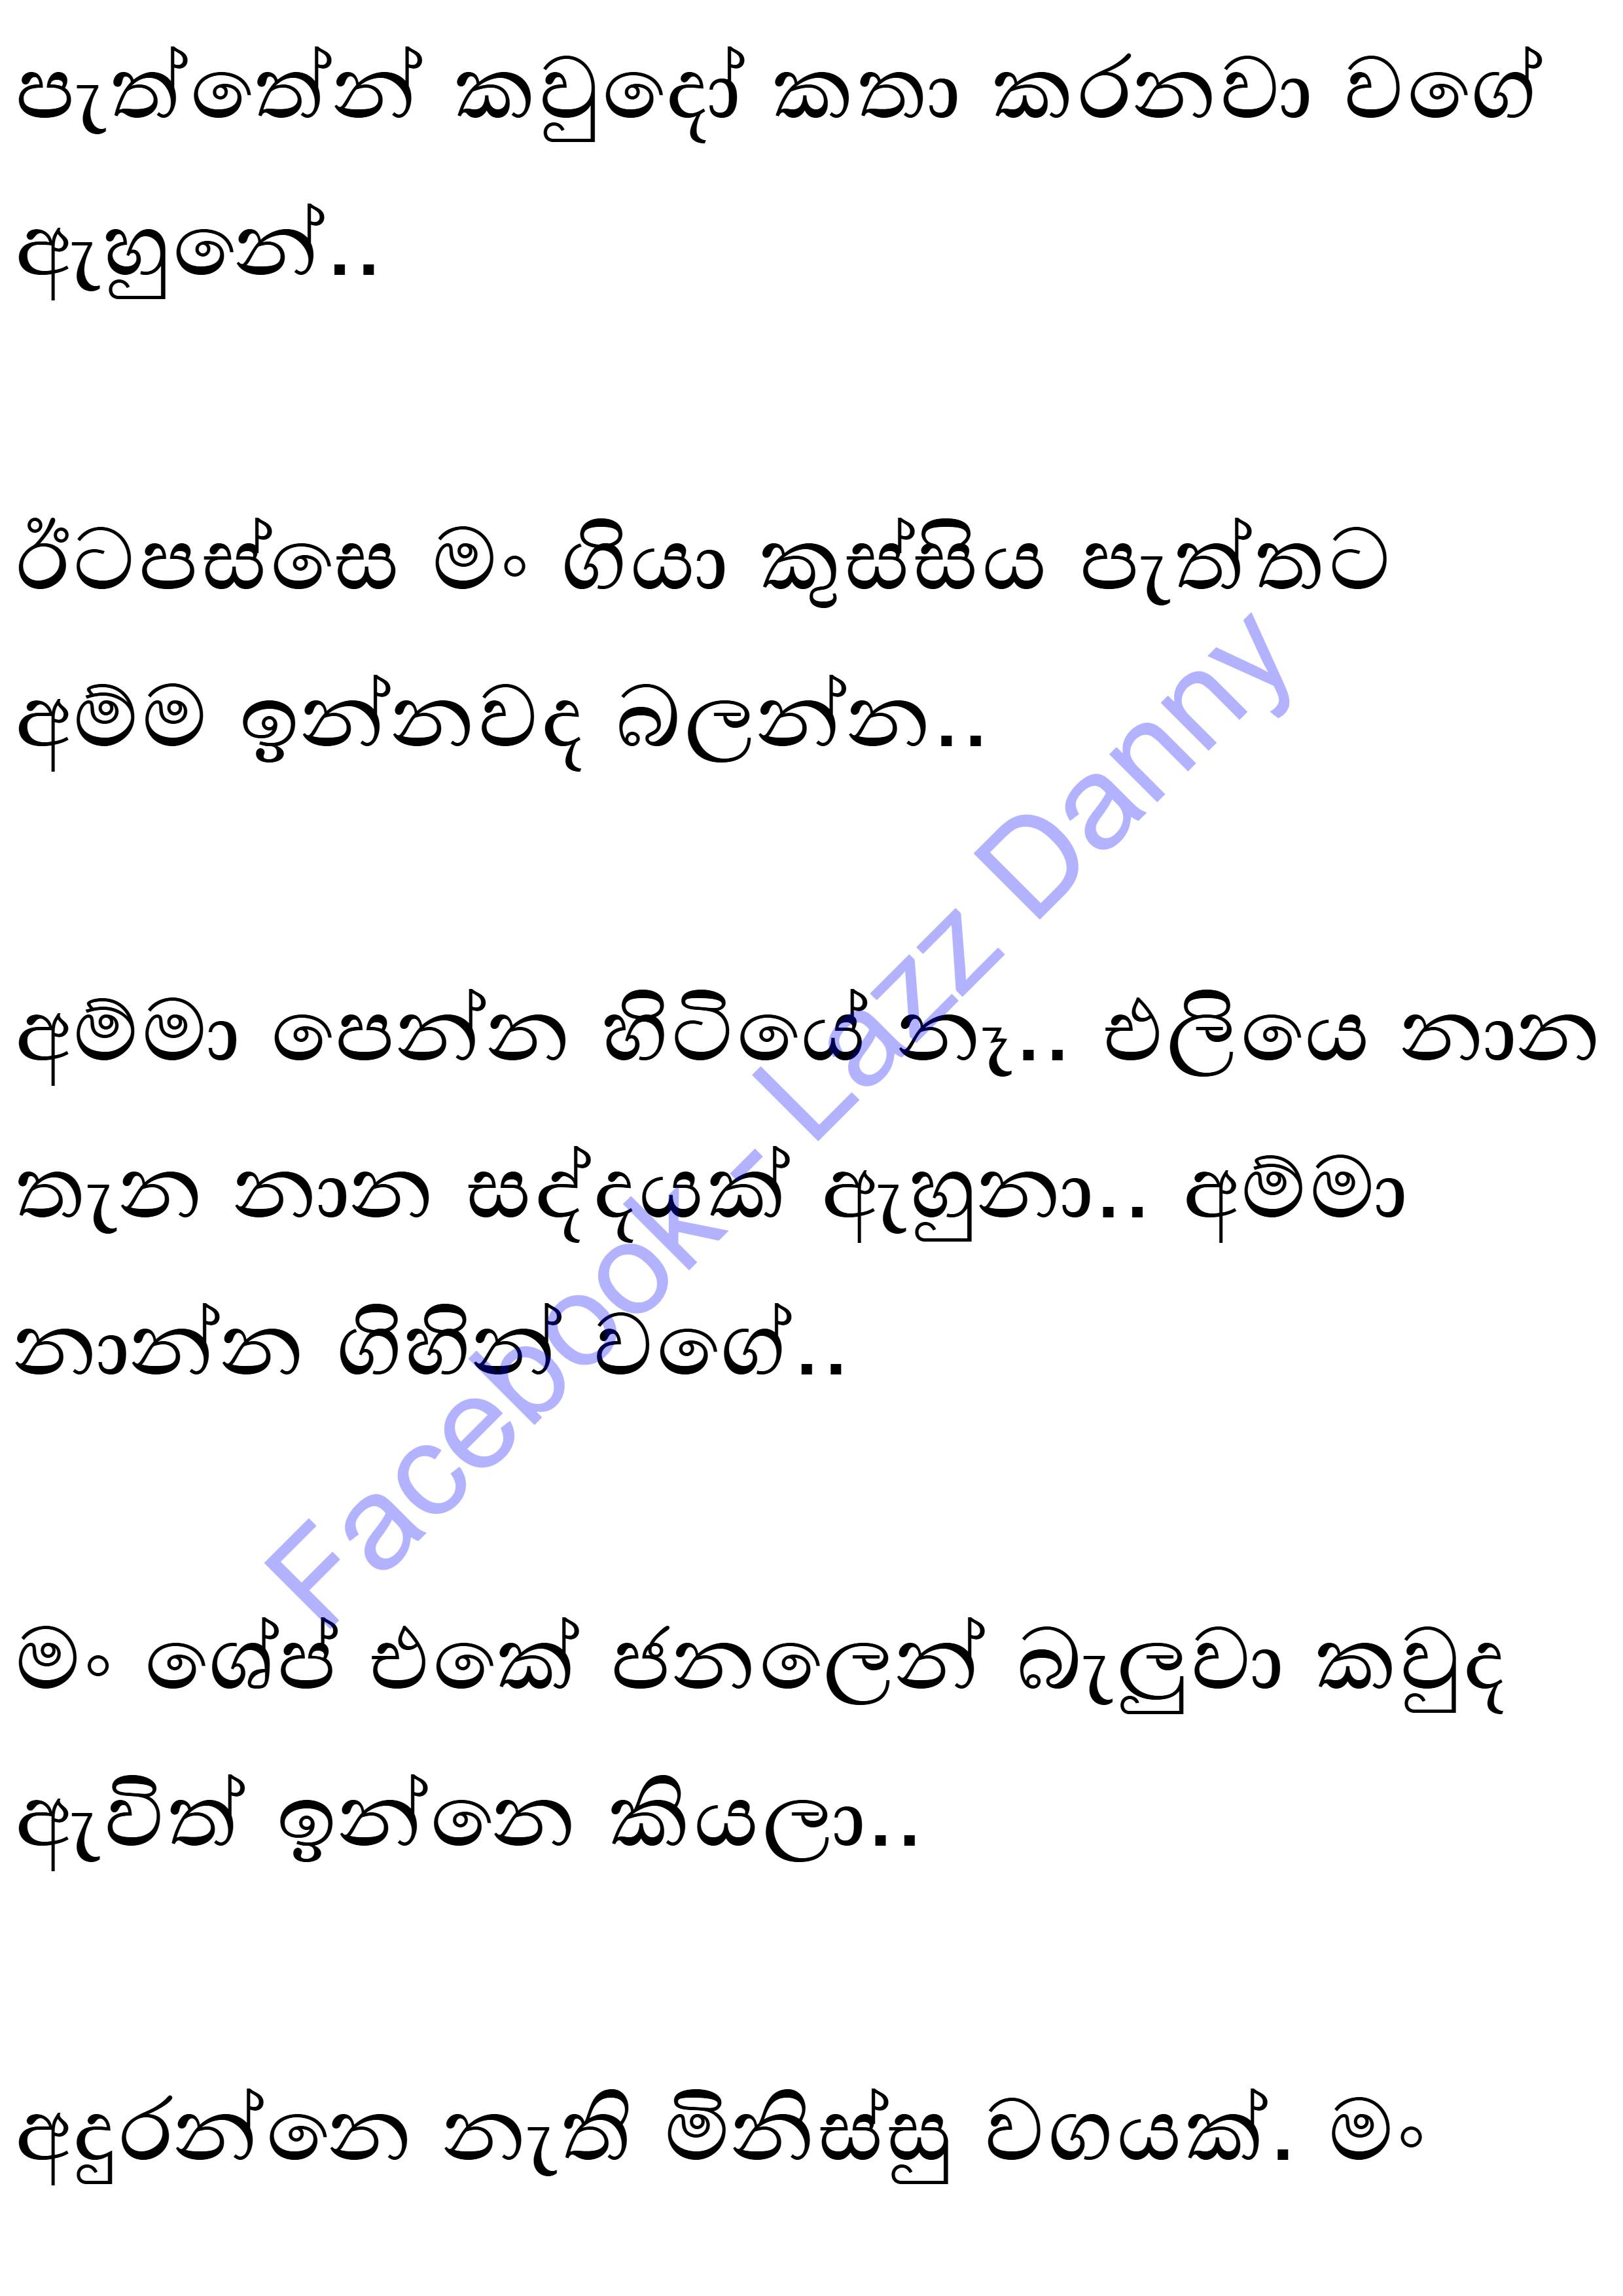 පැත්තේන් කවුදෝ කතා කරනවා වගේ
ඇහුනේ..
ඊටපස්සෙ මං ගියා කුස්සිය පැත්තට
අම්ම ඉන්නවද බලන්න..
අම්මා පෙන්න හිටියේ නෑ.. එලියෙ නාන
තැන නාන සද්දයක් ඇහුනා.. අම්මා
නාන්න ගිහින් වගේ..
මං ශේප් එකේ ජනලෙන් බැලුවා කවුද
ඇවිත් ඉන්නෙ කියලා..
අදුරන්නෙ නැති මිනිස්සු වගයක්. මං
Facebook - Lazz Danny